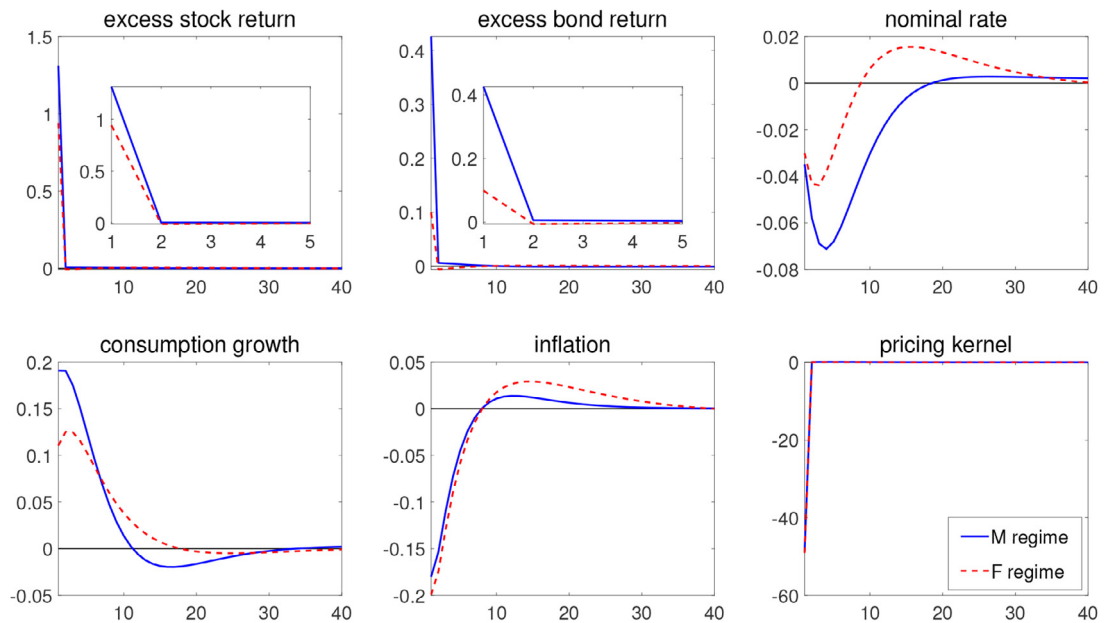 excess stock return
1.5
1
0.5
0
1
0.5
0
1 2 3 4 5
10 20 30 40
excess bond return
0.4
0.3
0.2
0.1
0
0.4
0.2
0
1 2 3 4 5
10 20 30 40
nominal rate
0.02
0
-0.02
-0.04
-0.06
-0.08
10 20 30 40
consumption growth
0.2
0.15
0.1
0.05
0
-0.05
10 20 30 40
inflation
0.05
0
-0.05
-0.1
-0.15
-0.2
10 20 30 40
pricing kernel
0
-20
-40
-60
M regime
F regime
10 20 30 40